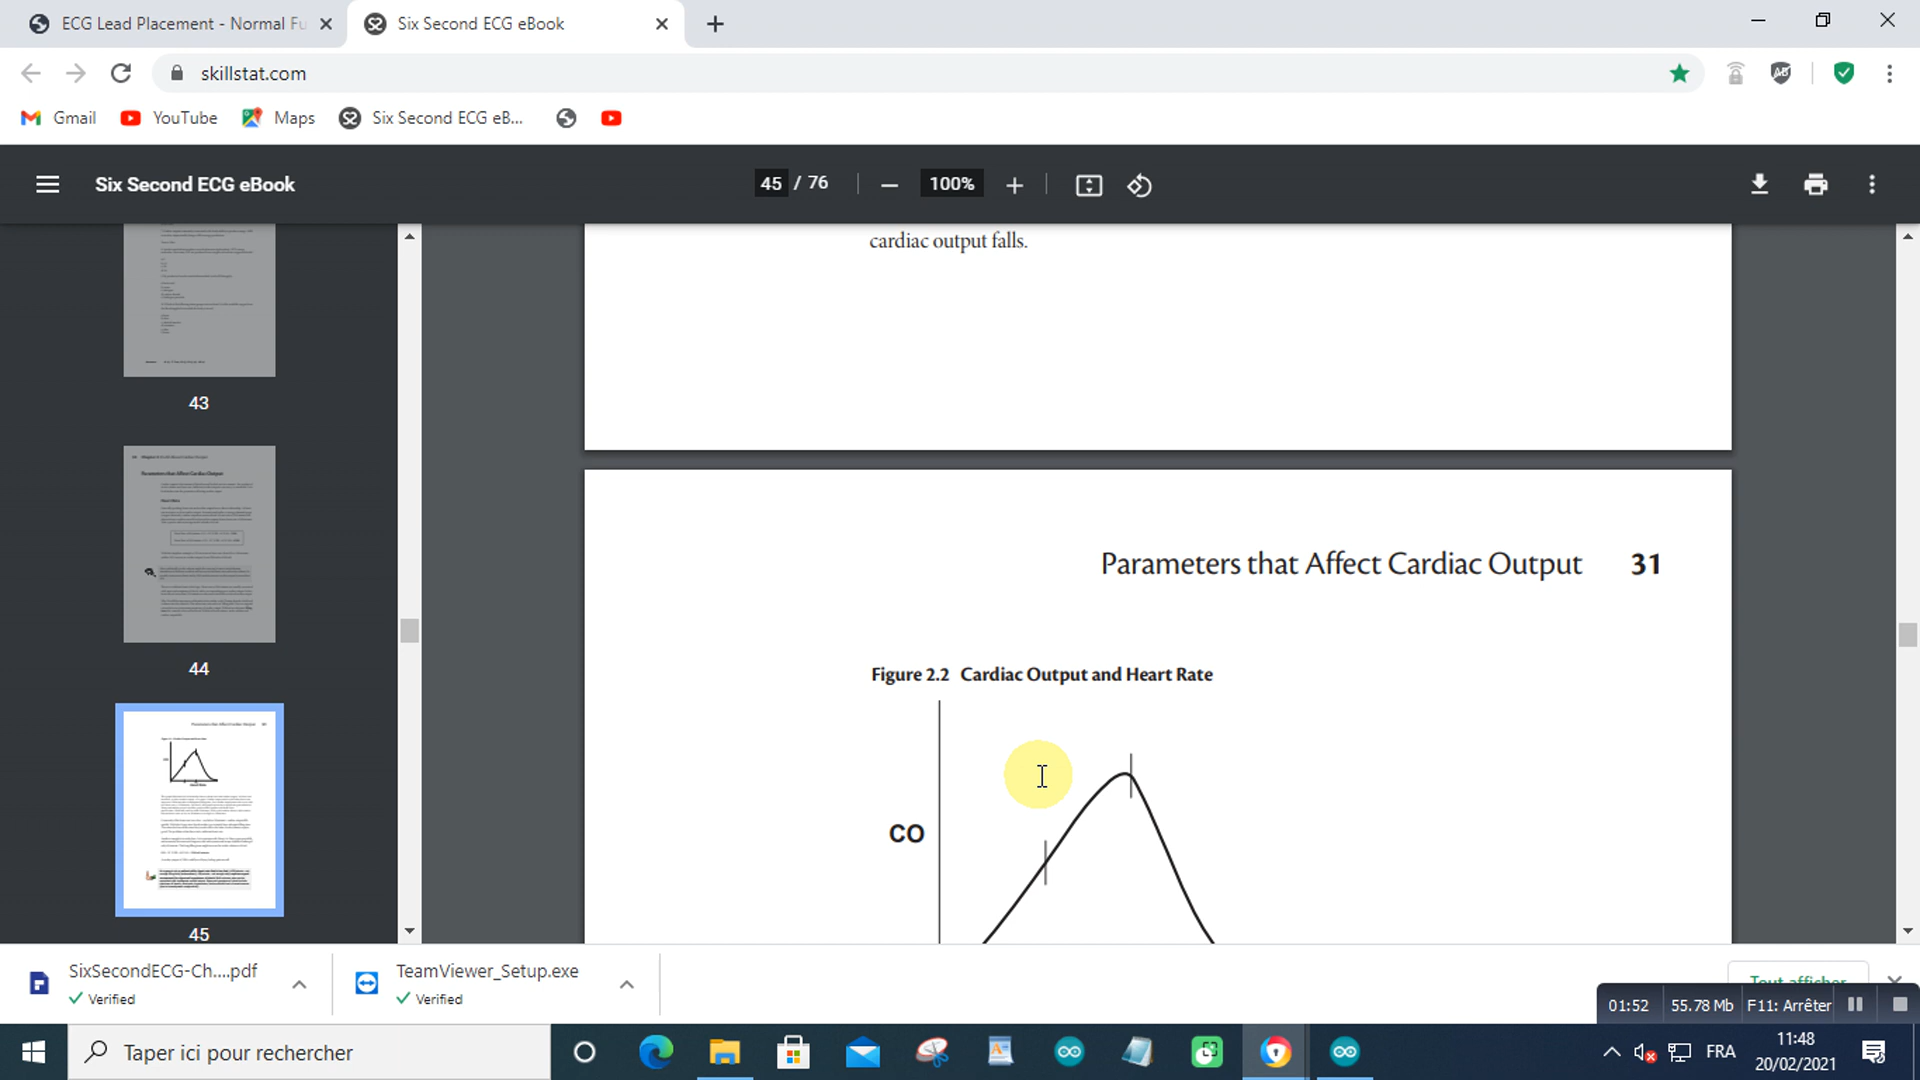 ECG Lead Placement - Normal Fu
Six Second ECG eBook
skillstat.com
Gmail
YouTube
Maps
Six Second ECG eB...
Six Second ECG eBook
45 / 76
100%
cardiac output falls.
43
44
45
Parameters that Affect Cardiac Output 31
Figure 2.2 Cardiac Output and Heart Rate
CO
SixSecondECG-Ch....pdf
Verified
TeamViewer_Setup.exe
Verified
Tout afficher
01:52 55.78 Mb F11: Arrêter
Taper ici pour rechercher
FRA
11:48
20/02/2021